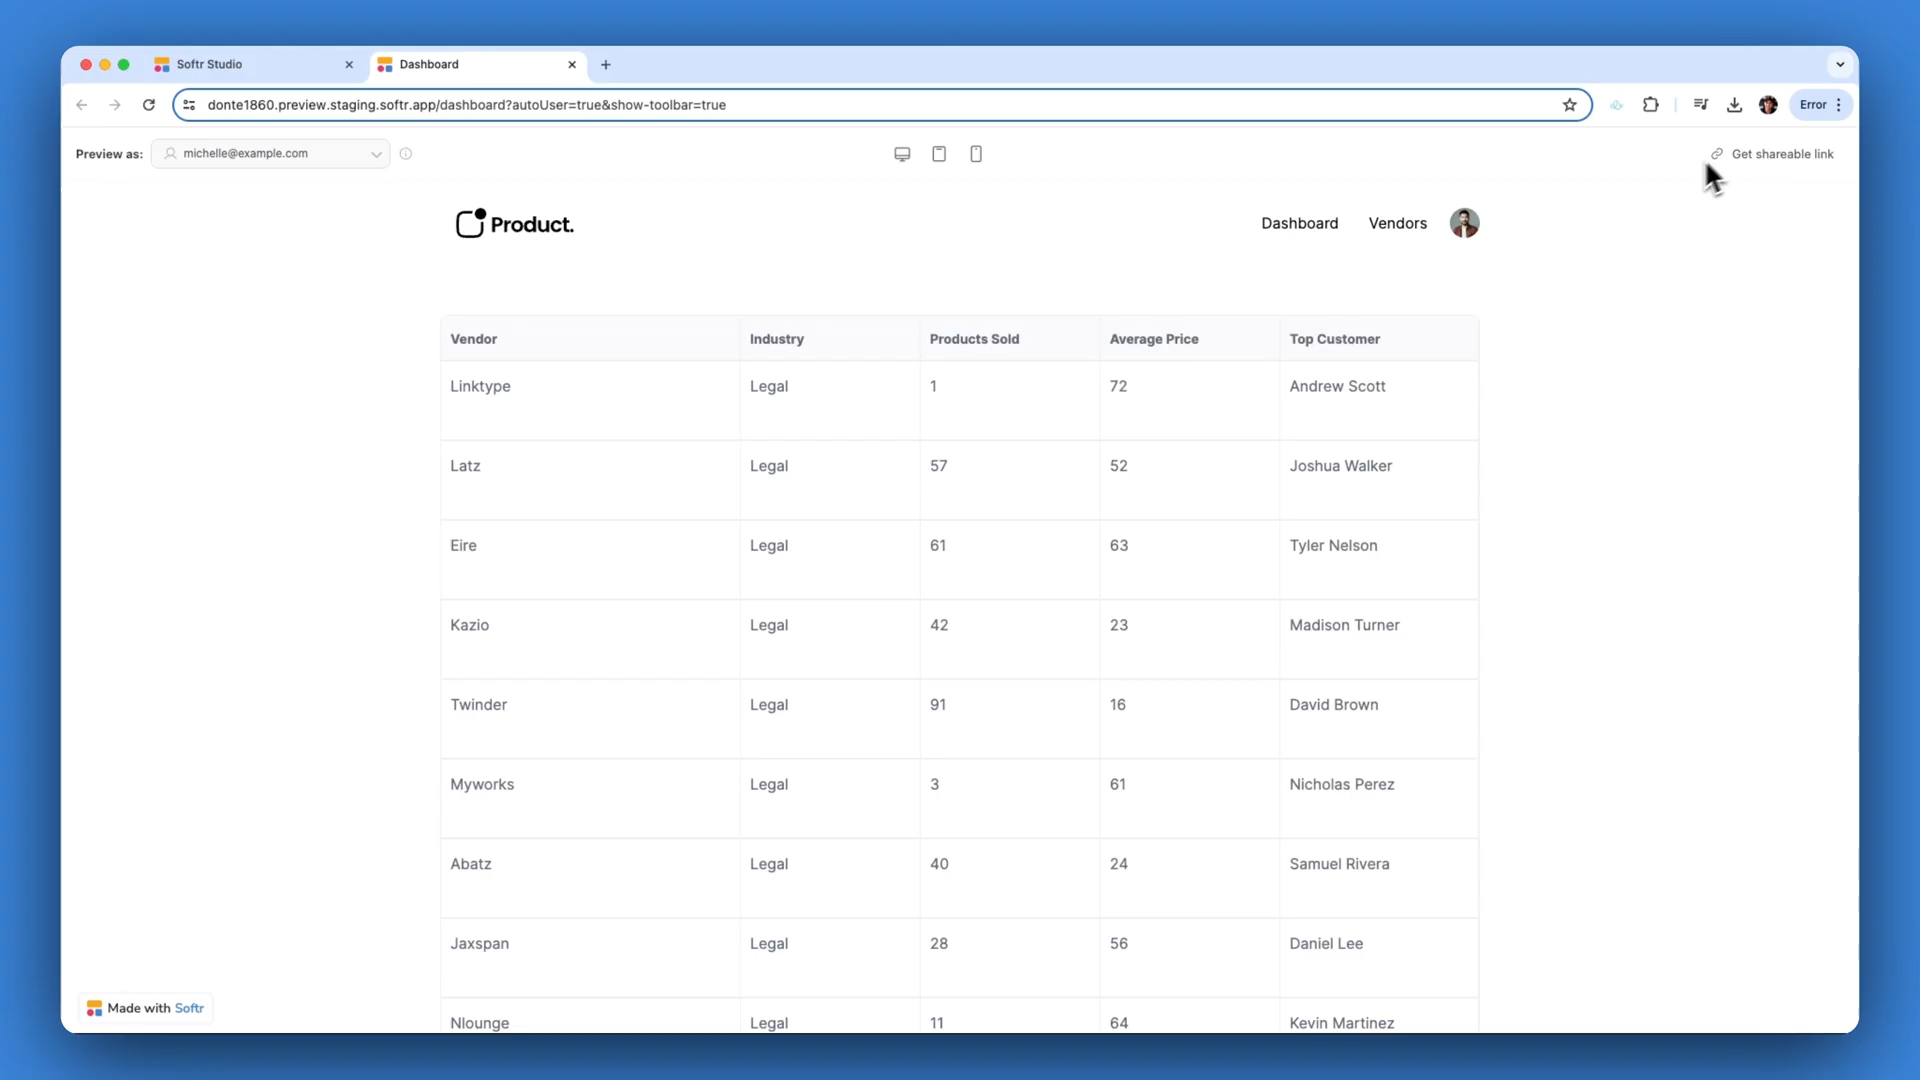 Softr Studio
Dashboard
donte1860.preview.staging.softr.app/dashboard?autoUser=true&show-toolbar=true
Error
Preview as:
michelle@example.com
Get shareable link
Product.
Dashboard
Vendors
Vendor Industry Products Sold Average Price Top Customer
Linktype Legal 1 72 Andrew Scott
Latz Legal 57 52 Joshua Walker
Eire Legal 61 63 Tyler Nelson
Kazio Legal 42 23 Madison Turner
Twinder Legal 91 16 David Brown
Myworks Legal 3 61 Nicholas Perez
Abatz Legal 40 24 Samuel Rivera
Jaxspan Legal 28 56 Daniel Lee
Nlounge Legal 11 64 Kevin Martinez
Made with Softr